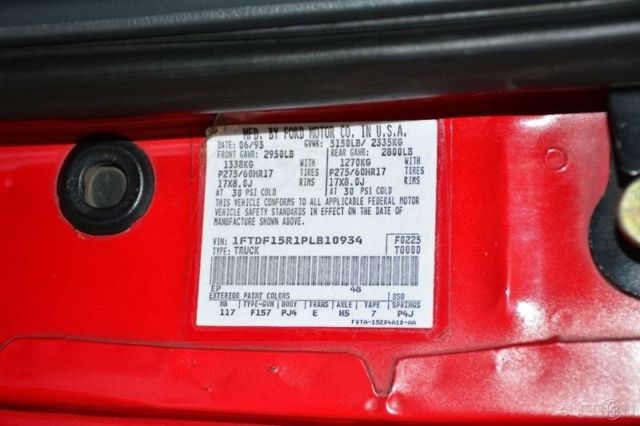 MFD. BY FORD MOTOR CO. IN U.S.A.
DATE: 06/93 GVWR: 5150LB/ 2335KG
FRONT GAWR: 2950LB REAR GAWR: 2800LB
1338KG WITH 1270KG WITH
P275/60HR17 TIRES P275/60HR17 TIRES
17X8.0J RIMS 17X8.0J RIMS
AT 30 PSI COLD AT 30 PSI COLD
THIS VEHICLE CONFORMS TO ALL APPLICABLE FEDERAL MOTOR
VEHICLE SAFETY STANDARDS IN EFFECT ON THE DATE OF MANUFACTURE
SHOWN ABOVE.
VIN: 1FTDF15R1PLB10934 F0225
TYPE: TRUCK T0000
EP 48
EXTERIOR PAINT COLORS DSO
WB TYPE-GVW BODY TRANS AXLE TAPE SPRINGS
117 F157 PJ4 E H5 7 P4J
F0TA-15204A10-AA